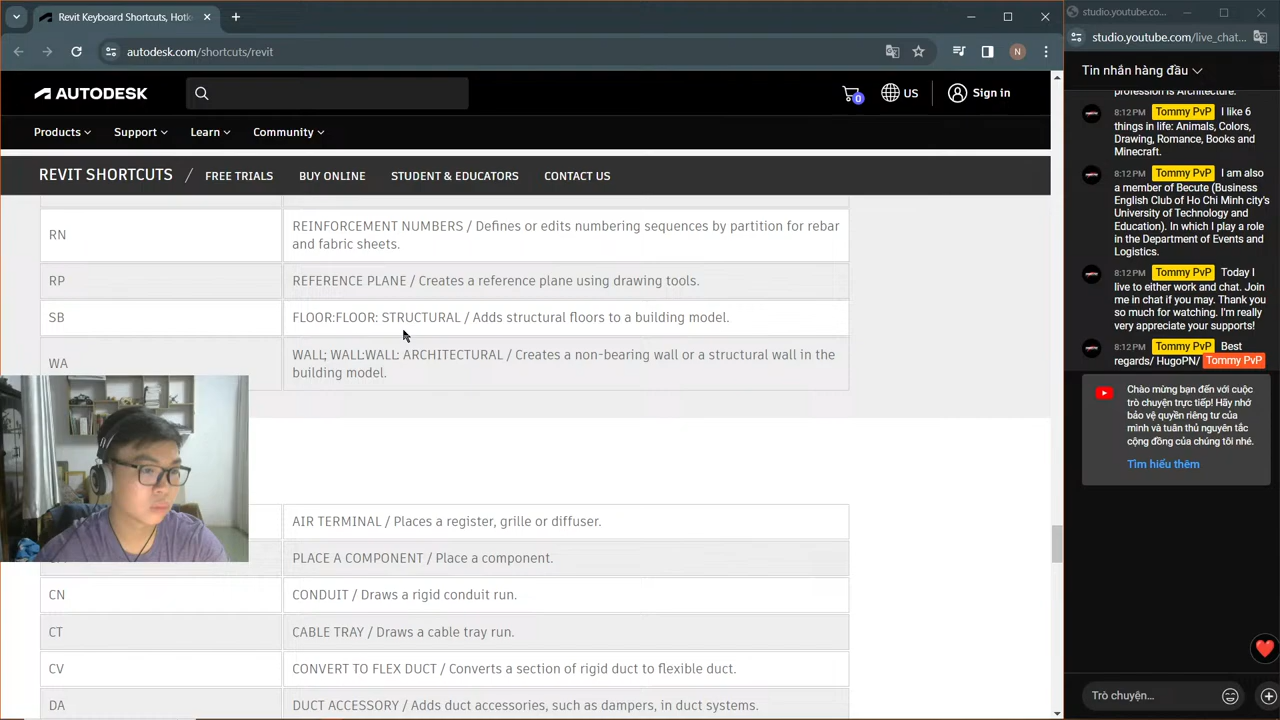 Revit Keyboard Shortcuts, Hotk
autodesk.com/shortcuts/revit
N
AUTODESK
0
US
Sign in
Products
Support
Learn
Community
REVIT SHORTCUTS / FREE TRIALS BUY ONLINE STUDENT & EDUCATORS CONTACT US
RN
REINFORCEMENT NUMBERS / Defines or edits numbering sequences by partition for rebar
and fabric sheets.
RP
REFERENCE PLANE / Creates a reference plane using drawing tools.
SB
FLOOR:FLOOR: STRUCTURAL / Adds structural floors to a building model.
WA
WALL; WALL:WALL: ARCHITECTURAL / Creates a non-bearing wall or a structural wall in the
building model.
AIR TERMINAL / Places a register, grille or diffuser.
PLACE A COMPONENT / Place a component.
CN
CONDUIT / Draws a rigid conduit run.
CT
CABLE TRAY / Draws a cable tray run.
CV
CONVERT TO FLEX DUCT / Converts a section of rigid duct to flexible duct.
DA
DUCT ACCESSORY / Adds duct accessories, such as dampers, in duct systems.
studio.youtube.co...
studio.youtube.com/live_chat...
Tin nhắn hàng đầu
profession is Architecture.
8:12 PM Tommy PvP I like 6
things in life: Animals, Colors,
Drawing, Romance, Books and
Minecraft.
8:12 PM Tommy PvP I am also
a member of Becute (Business
English Club of Ho Chi Minh city's
University of Technology and
Education). In which I play a role
in the Department of Events and
Logistics.
8:12 PM Tommy PvP Today I
live to either work and chat. Join
me in chat if you may. Thank you
so much for watching. I'm really
very appreciate your supports!
8:12 PM Tommy PvP Best
regards/ HugoPN/ Tommy PvP
Chào mừng bạn đến với cuộc
trò chuyện trực tiếp! Hãy nhớ
bảo vệ quyền riêng tư của
mình và tuân thủ nguyên tắc
cộng đồng của chúng tôi nhé.
Tìm hiểu thêm
Trò chuyện...